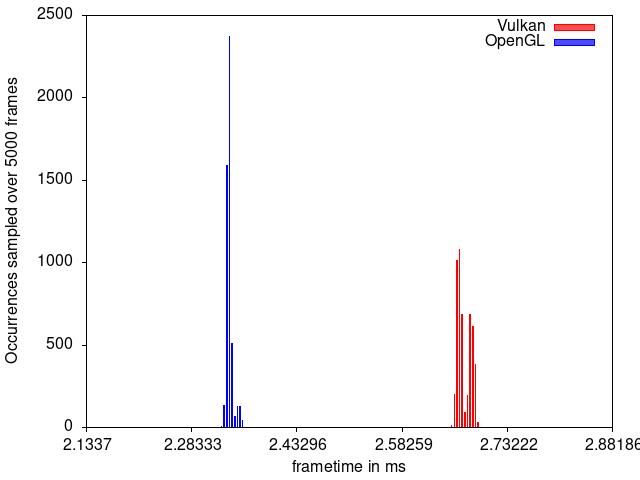 2500
2000
1500
1000
500
0
Occurrences sampled over 5000 frames
Vulkan
OpenGL
2.1337 2.28333 2.43296 2.58259 2.73222 2.88186
frametime in ms